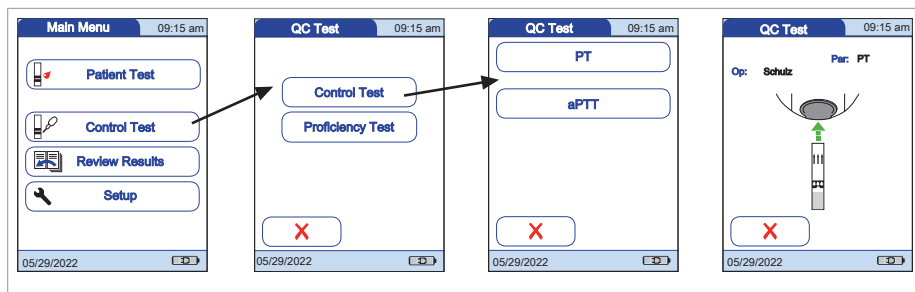 Main Menu 09:15 am
Patient Test
Control Test
Review Results
Setup
05/29/2022
QC Test 09:15 am
Control Test
Proficiency Test
05/29/2022
QC Test 09:15 am
PT
aPTT
05/29/2022
QC Test 09:15 am
Par: PT
Op: Schulz
05/29/2022